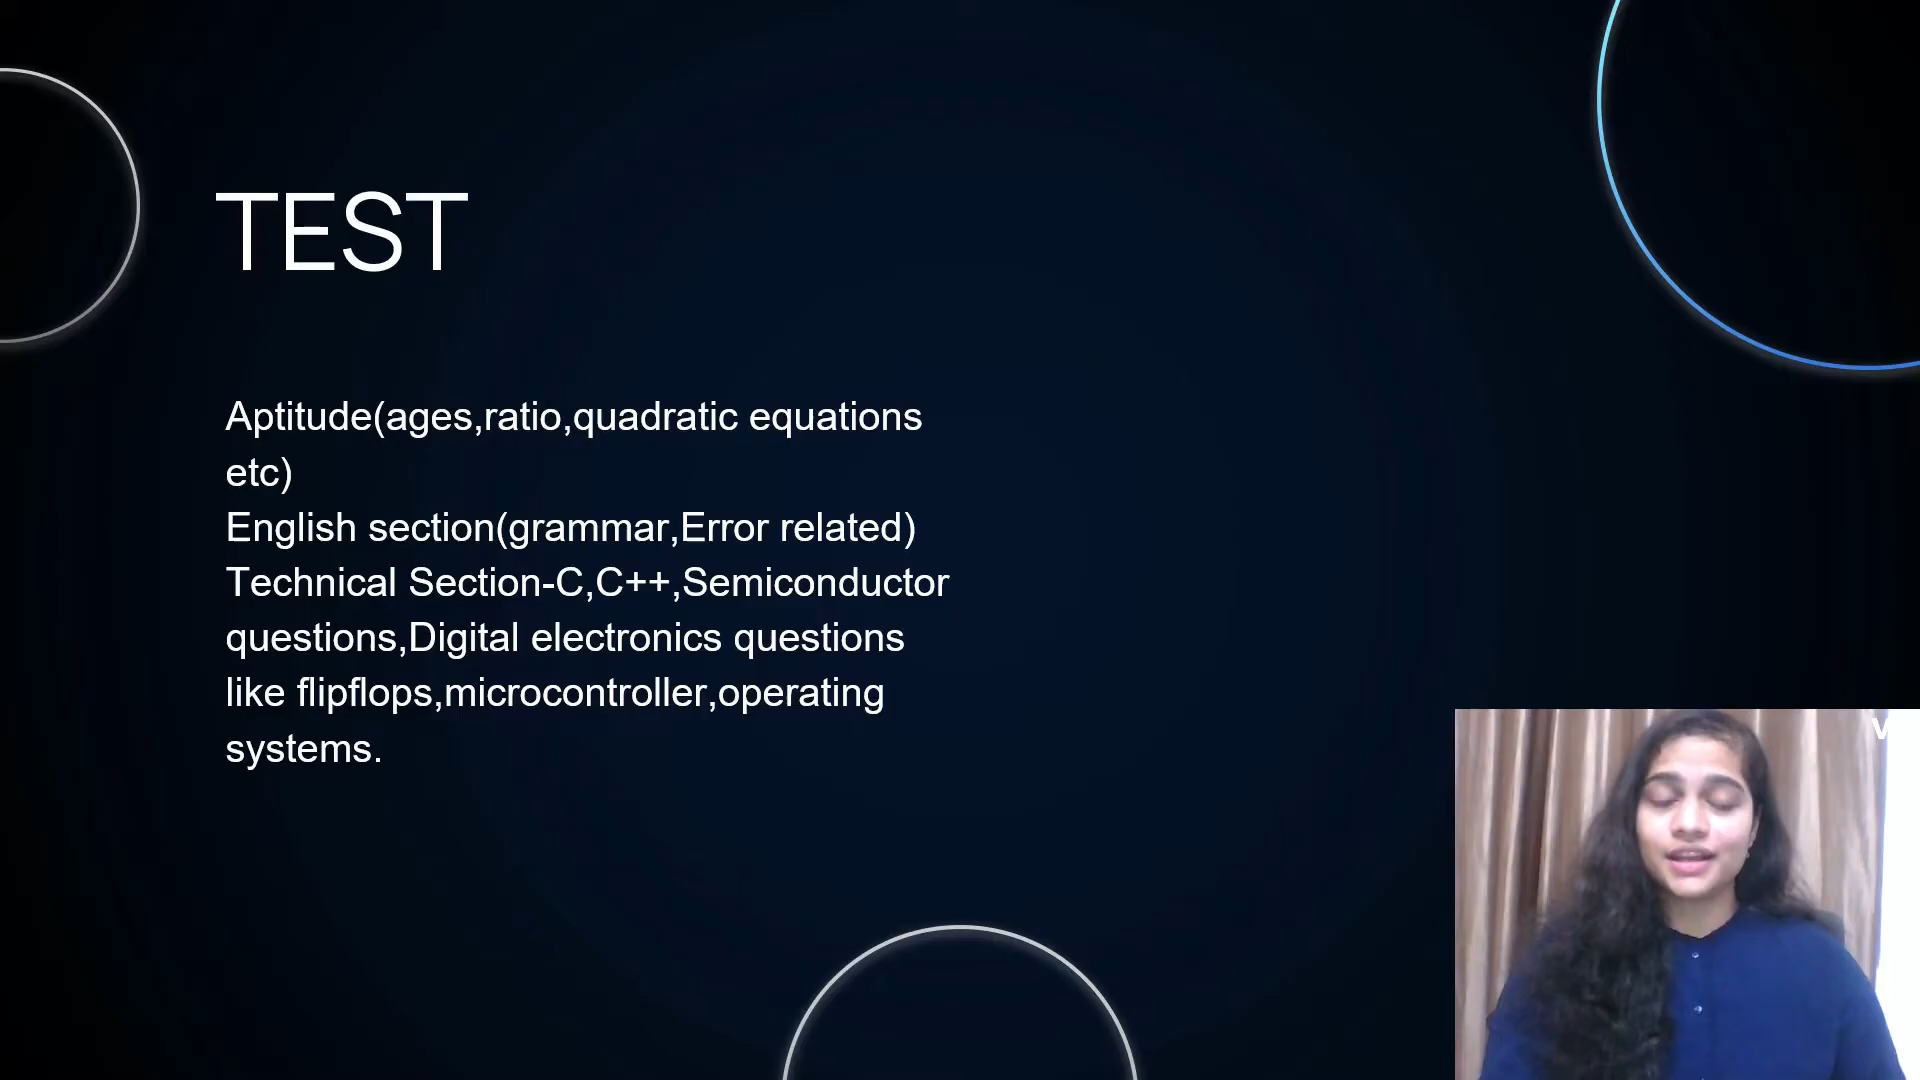 TEST
Aptitude(ages,ratio,quadratic equations
etc)
English section(grammar,Error related)
Technical Section-C,C++,Semiconductor
questions,Digital electronics questions
like flipflops,microcontroller,operating
systems.
V